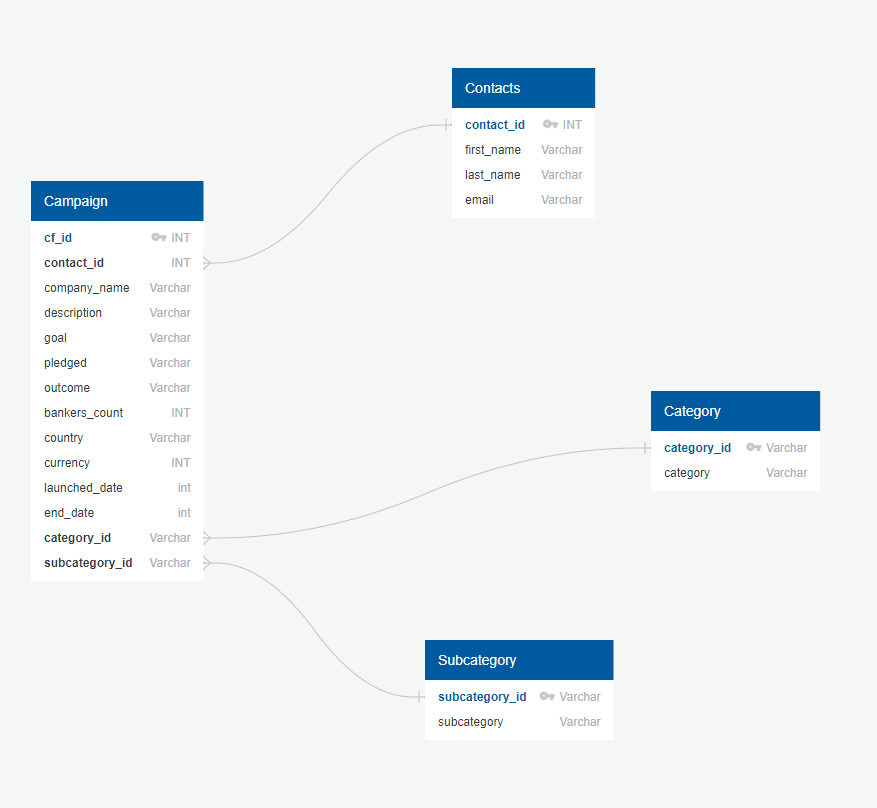 Contacts
contact_id INT
first_name Varchar
last_name Varchar
email Varchar
Campaign
cf_id INT
contact_id INT
company_name Varchar
description Varchar
goal Varchar
pledged Varchar
outcome Varchar
bankers_count INT
country Varchar
currency INT
launched_date int
end_date int
category_id Varchar
subcategory_id Varchar
Category
category_id Varchar
category Varchar
Subcategory
subcategory_id Varchar
subcategory Varchar